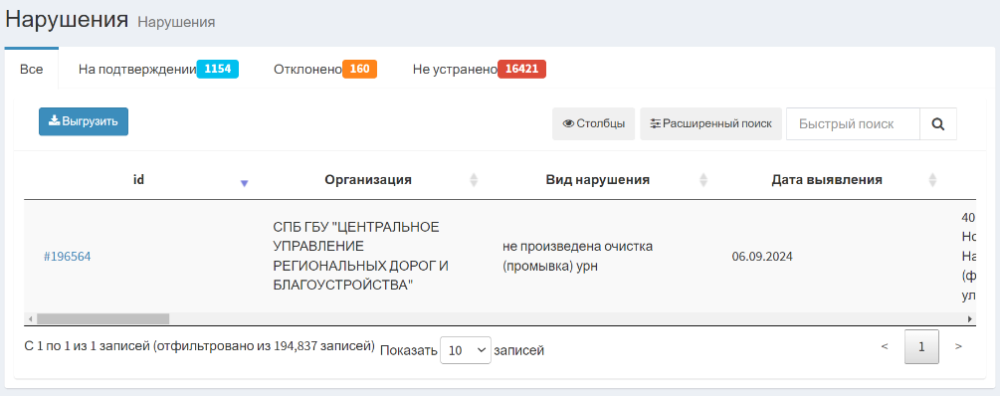 Нарушения Нарушения
Все На подтверждении 1154 Отклонено 160 Не устранено 16421
Выгрузить Столбцы Расширенный поиск Быстрый поиск
id Организация Вид нарушения Дата выявления
СПБ ГБУ "ЦЕНТРАЛЬНОЕ
УПРАВЛЕНИЕ
РЕГИОНАЛЬНЫХ ДОРОГ И
БЛАГОУСТРОЙСТВА"
#196564
не произведена очистка
(промывка) урн
06.09.2024
40
Но
На
(ф
ул
С 1 по 1 из 1 записей (отфильтровано из 194,837 записей) Показать 10 записей < 1 >